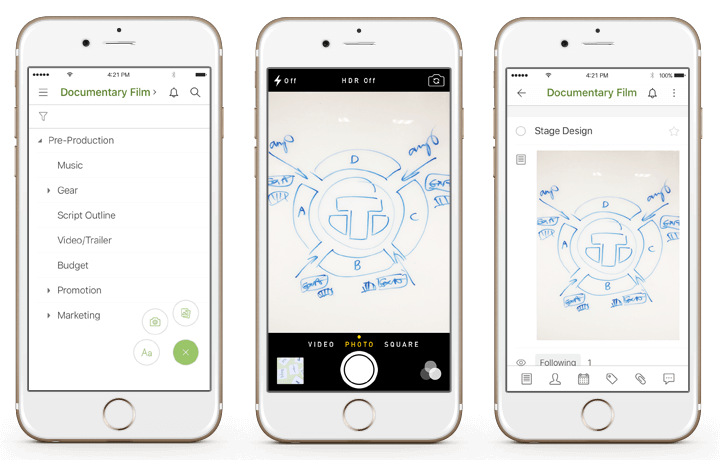 4:21 PM
Documentary Film
Pre-Production
Music
Gear
Script Outline
Video/Trailer
Budget
Promotion
Marketing
Aa
Off
HDR Off
D
A
C
B
VIDEO PHOTO SQUARE
4:21 PM 100%
Documentary Film
Stage Design
D
A
C
B
Following 1